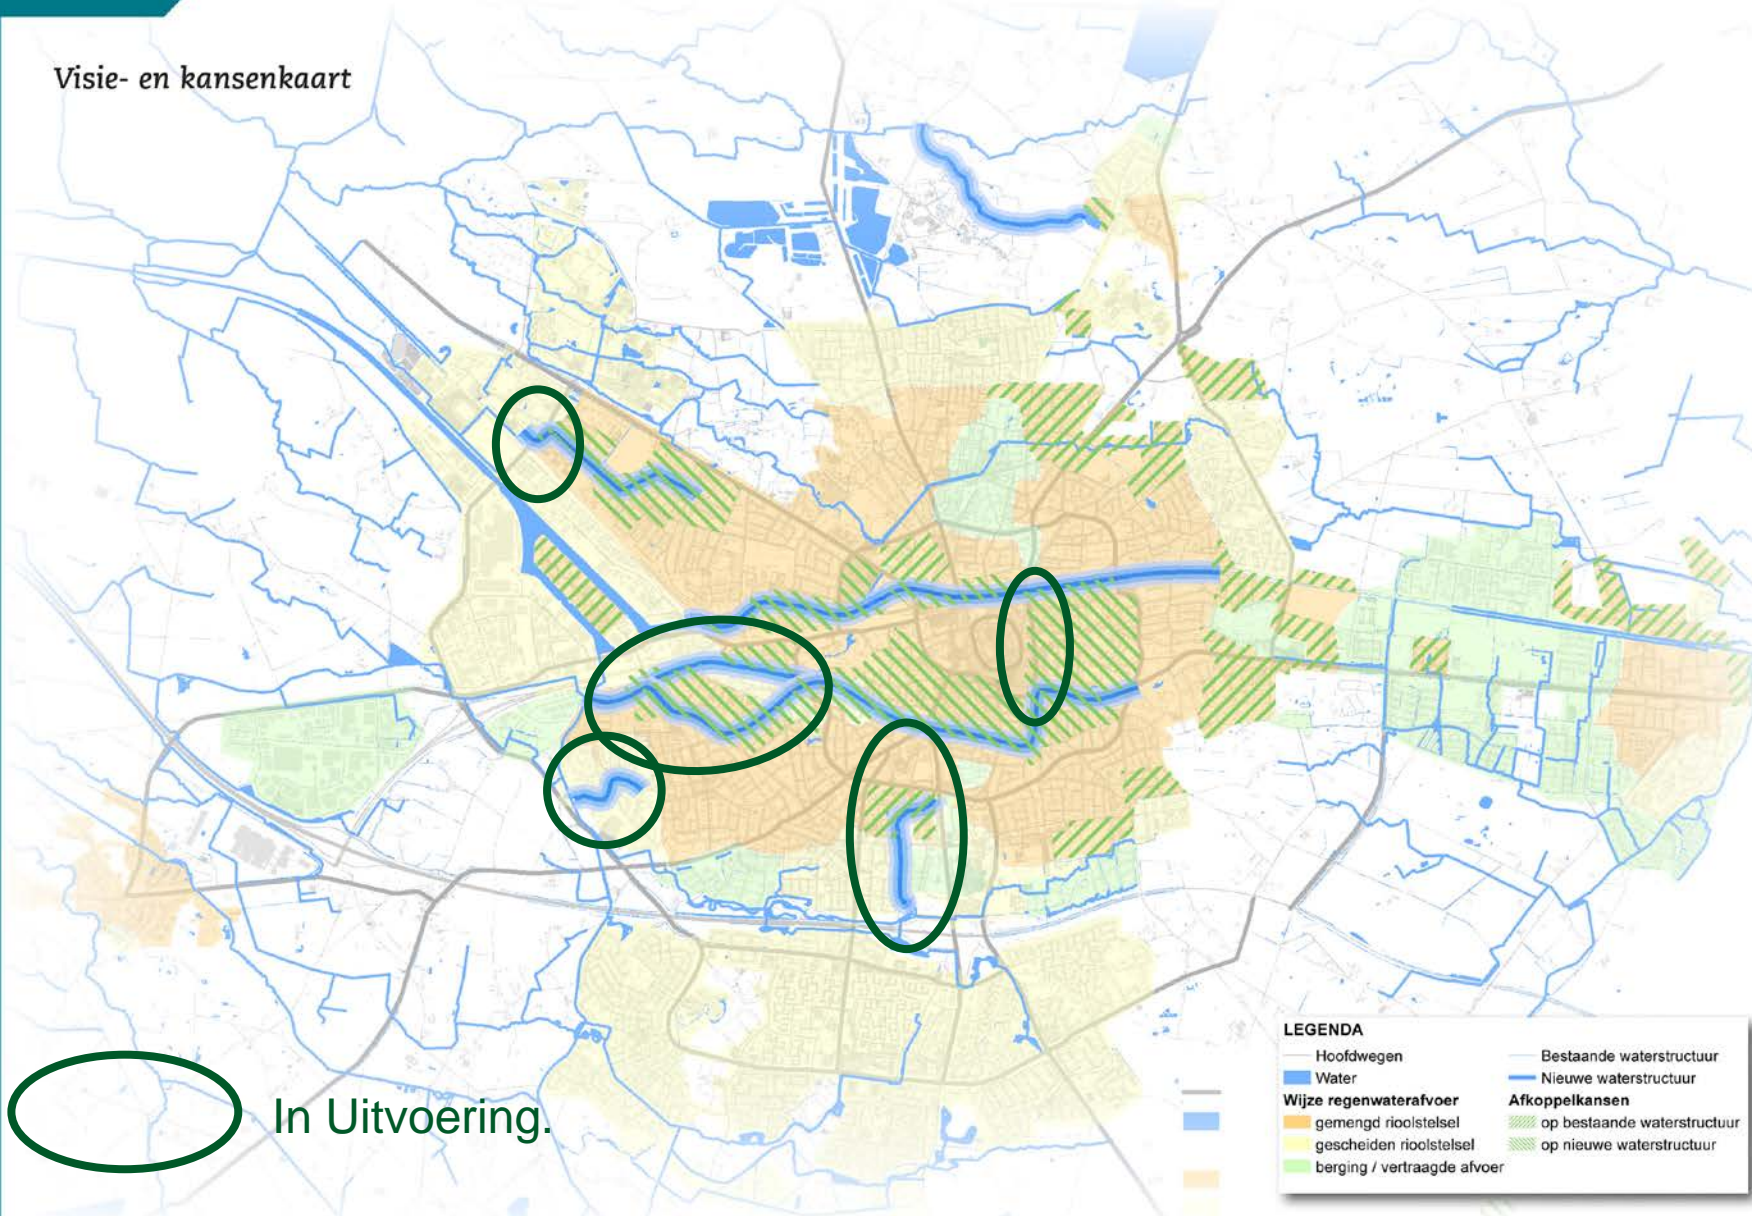 Visie- en kansenkaart
In Uitvoering.
LEGENDA
Hoofdwegen
Water
Wijze regenwaterafvoer
gemengd rioolstelsel
gescheiden rioolstelsel
berging / vertraagde afvoer
Bestaande waterstructuur
Nieuwe waterstructuur
Afkoppelkansen
op bestaande waterstructuur
op nieuwe waterstructuur